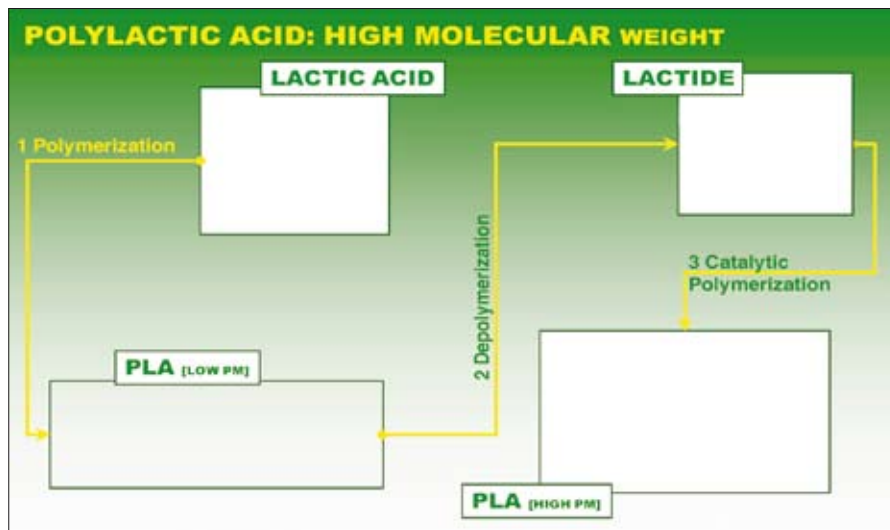 POLYLACTIC ACID: HIGH MOLECULAR WEIGHT
LACTIC ACID
LACTIDE
1 Polymerization
2 Depolymerization
3 Catalytic
Polymerization
PLA [LOW PM]
PLA [HIGH PM]